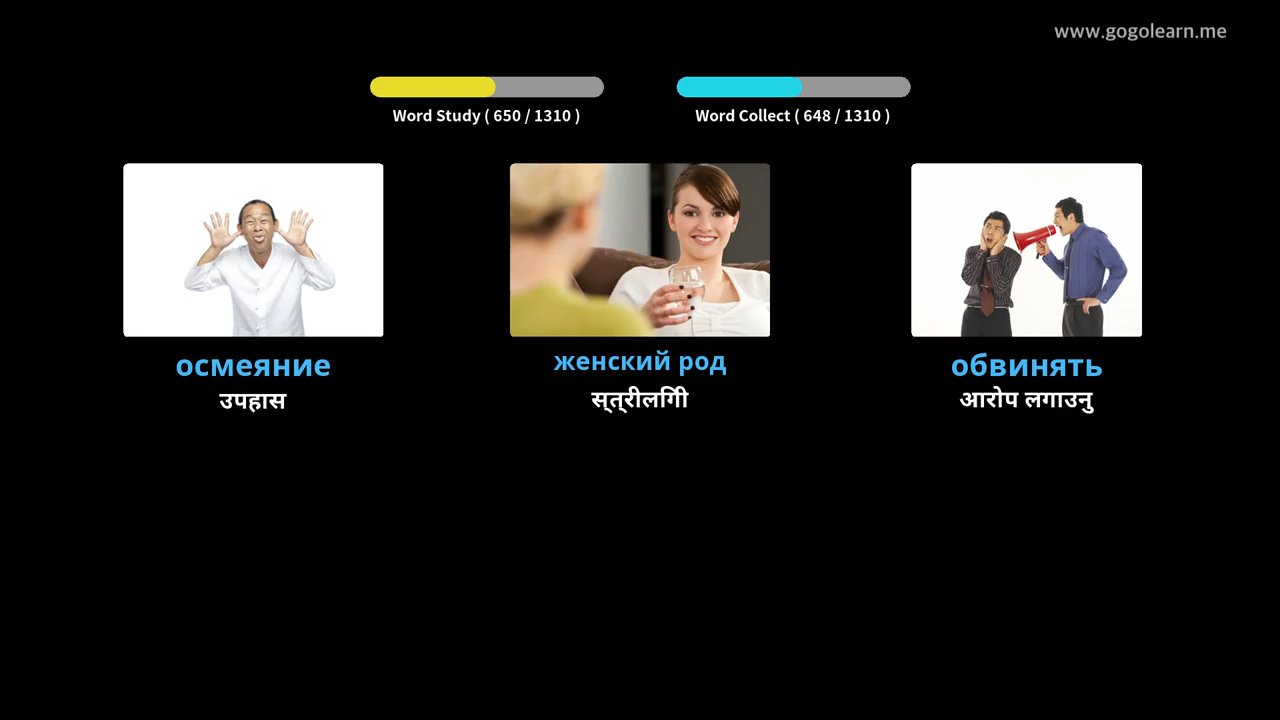 www.gogolearn.me
Word Study ( 650 / 1310 )
Word Collect ( 648 / 1310 )
осмеяние
женский род
обвинять
उपहास
स्त्रीलगिी
आरोप लगाउनु